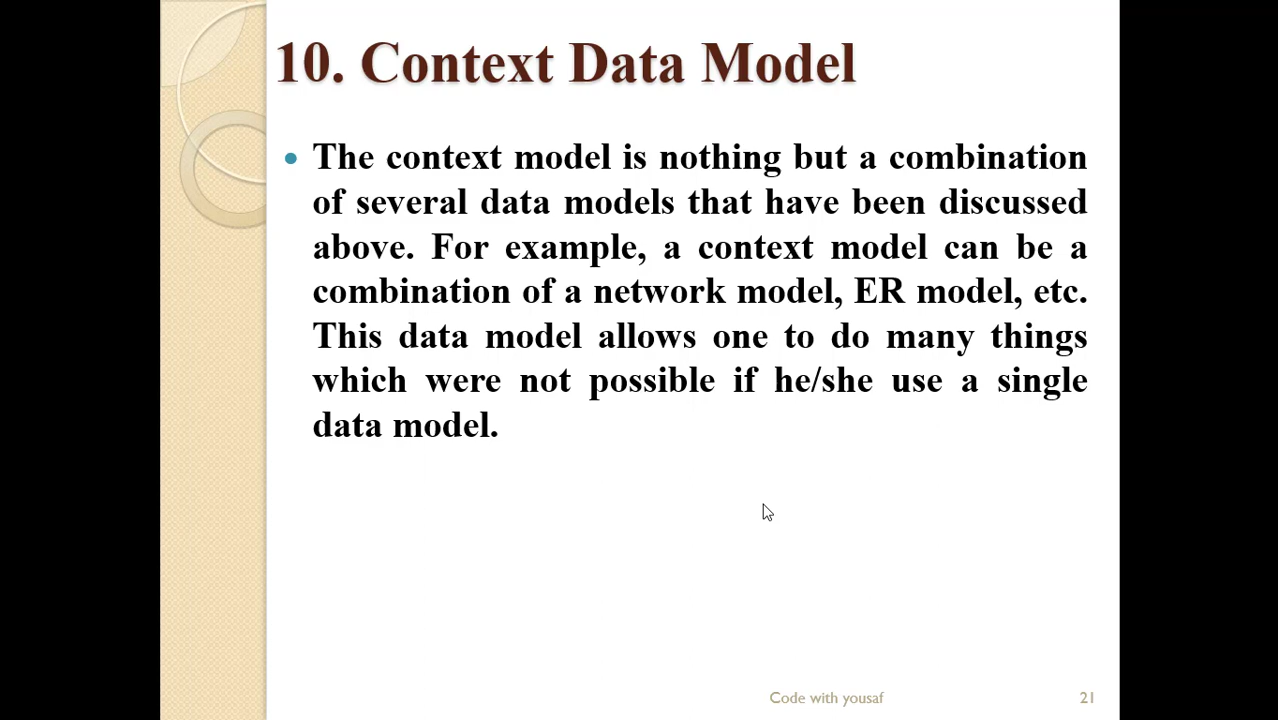 10. Context Data Model
• The context model is nothing but a combination
of several data models that have been discussed
above. For example, a context model can be a
combination of a network model, ER model, etc.
This data model allows one to do many things
which were not possible if he/she use a single
data model.
Code with yousaf 21